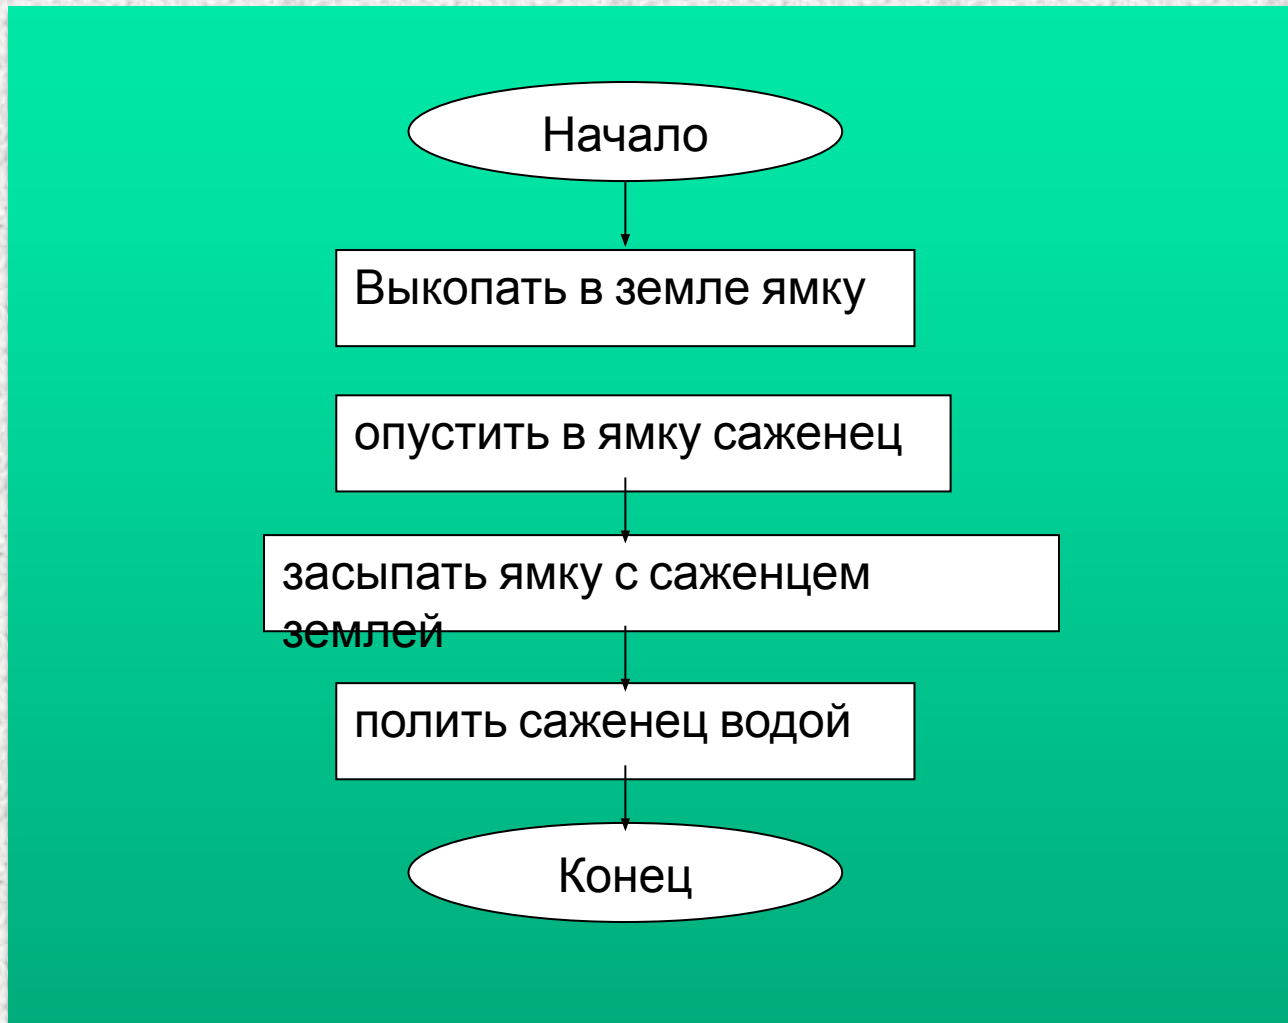 Начало
Выкопать в земле ямку
опустить в ямку саженец
засыпать ямку с саженцем
землей
полить саженец водой
Конец